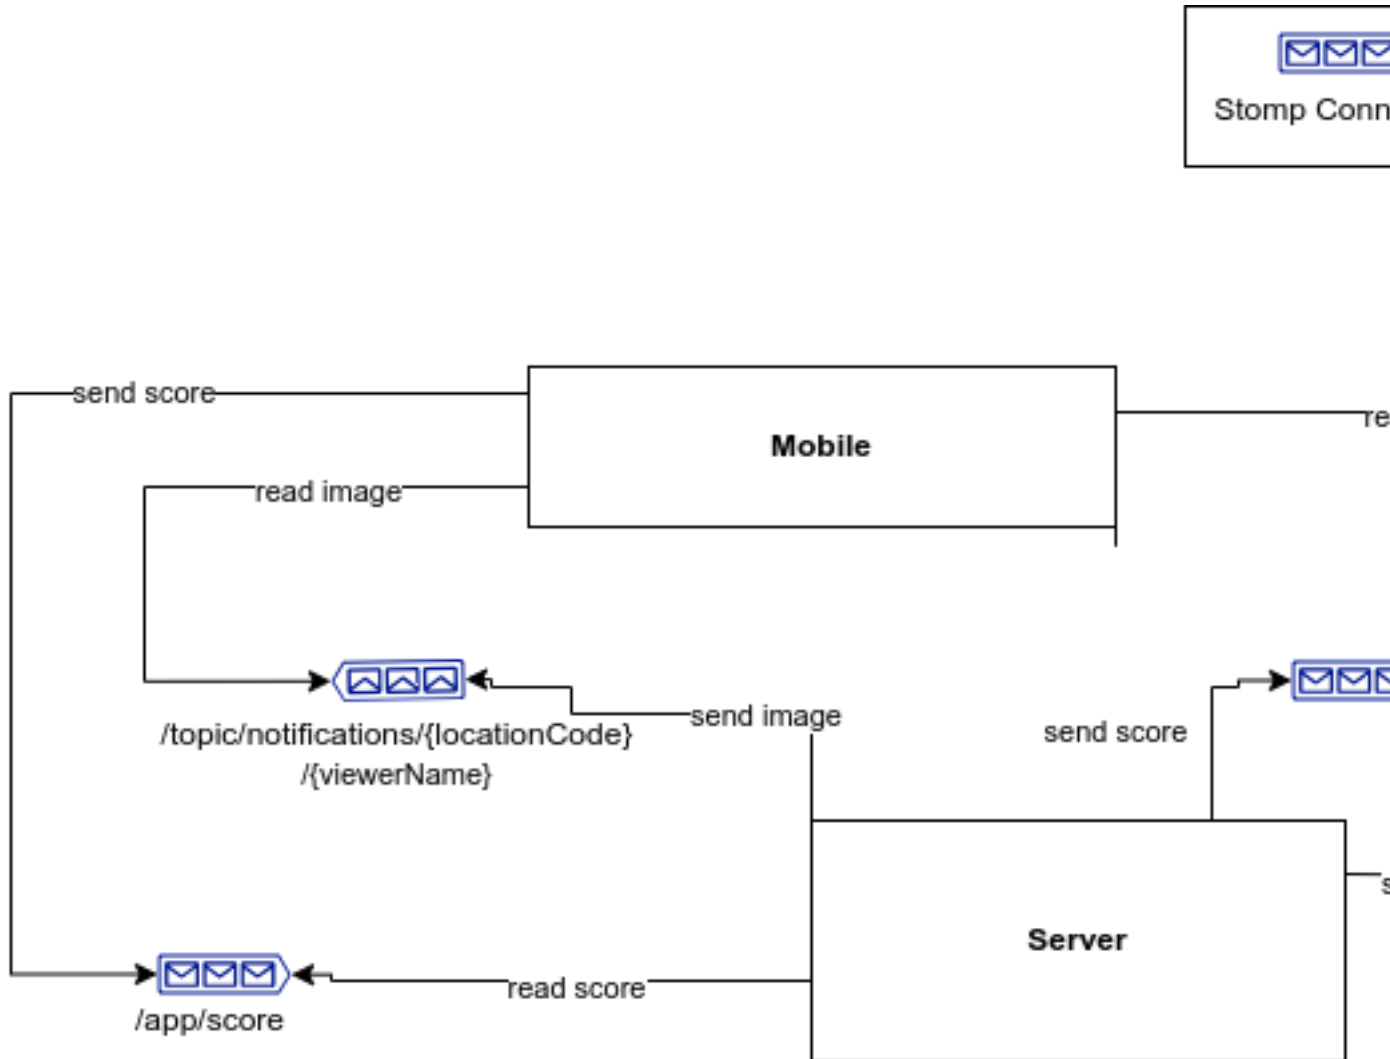 Stomp Conn
send score
re
Mobile
read image
/topic/notifications/{locationCode}
/{viewerName}
send image
send score
s
Server
read score
/app/score